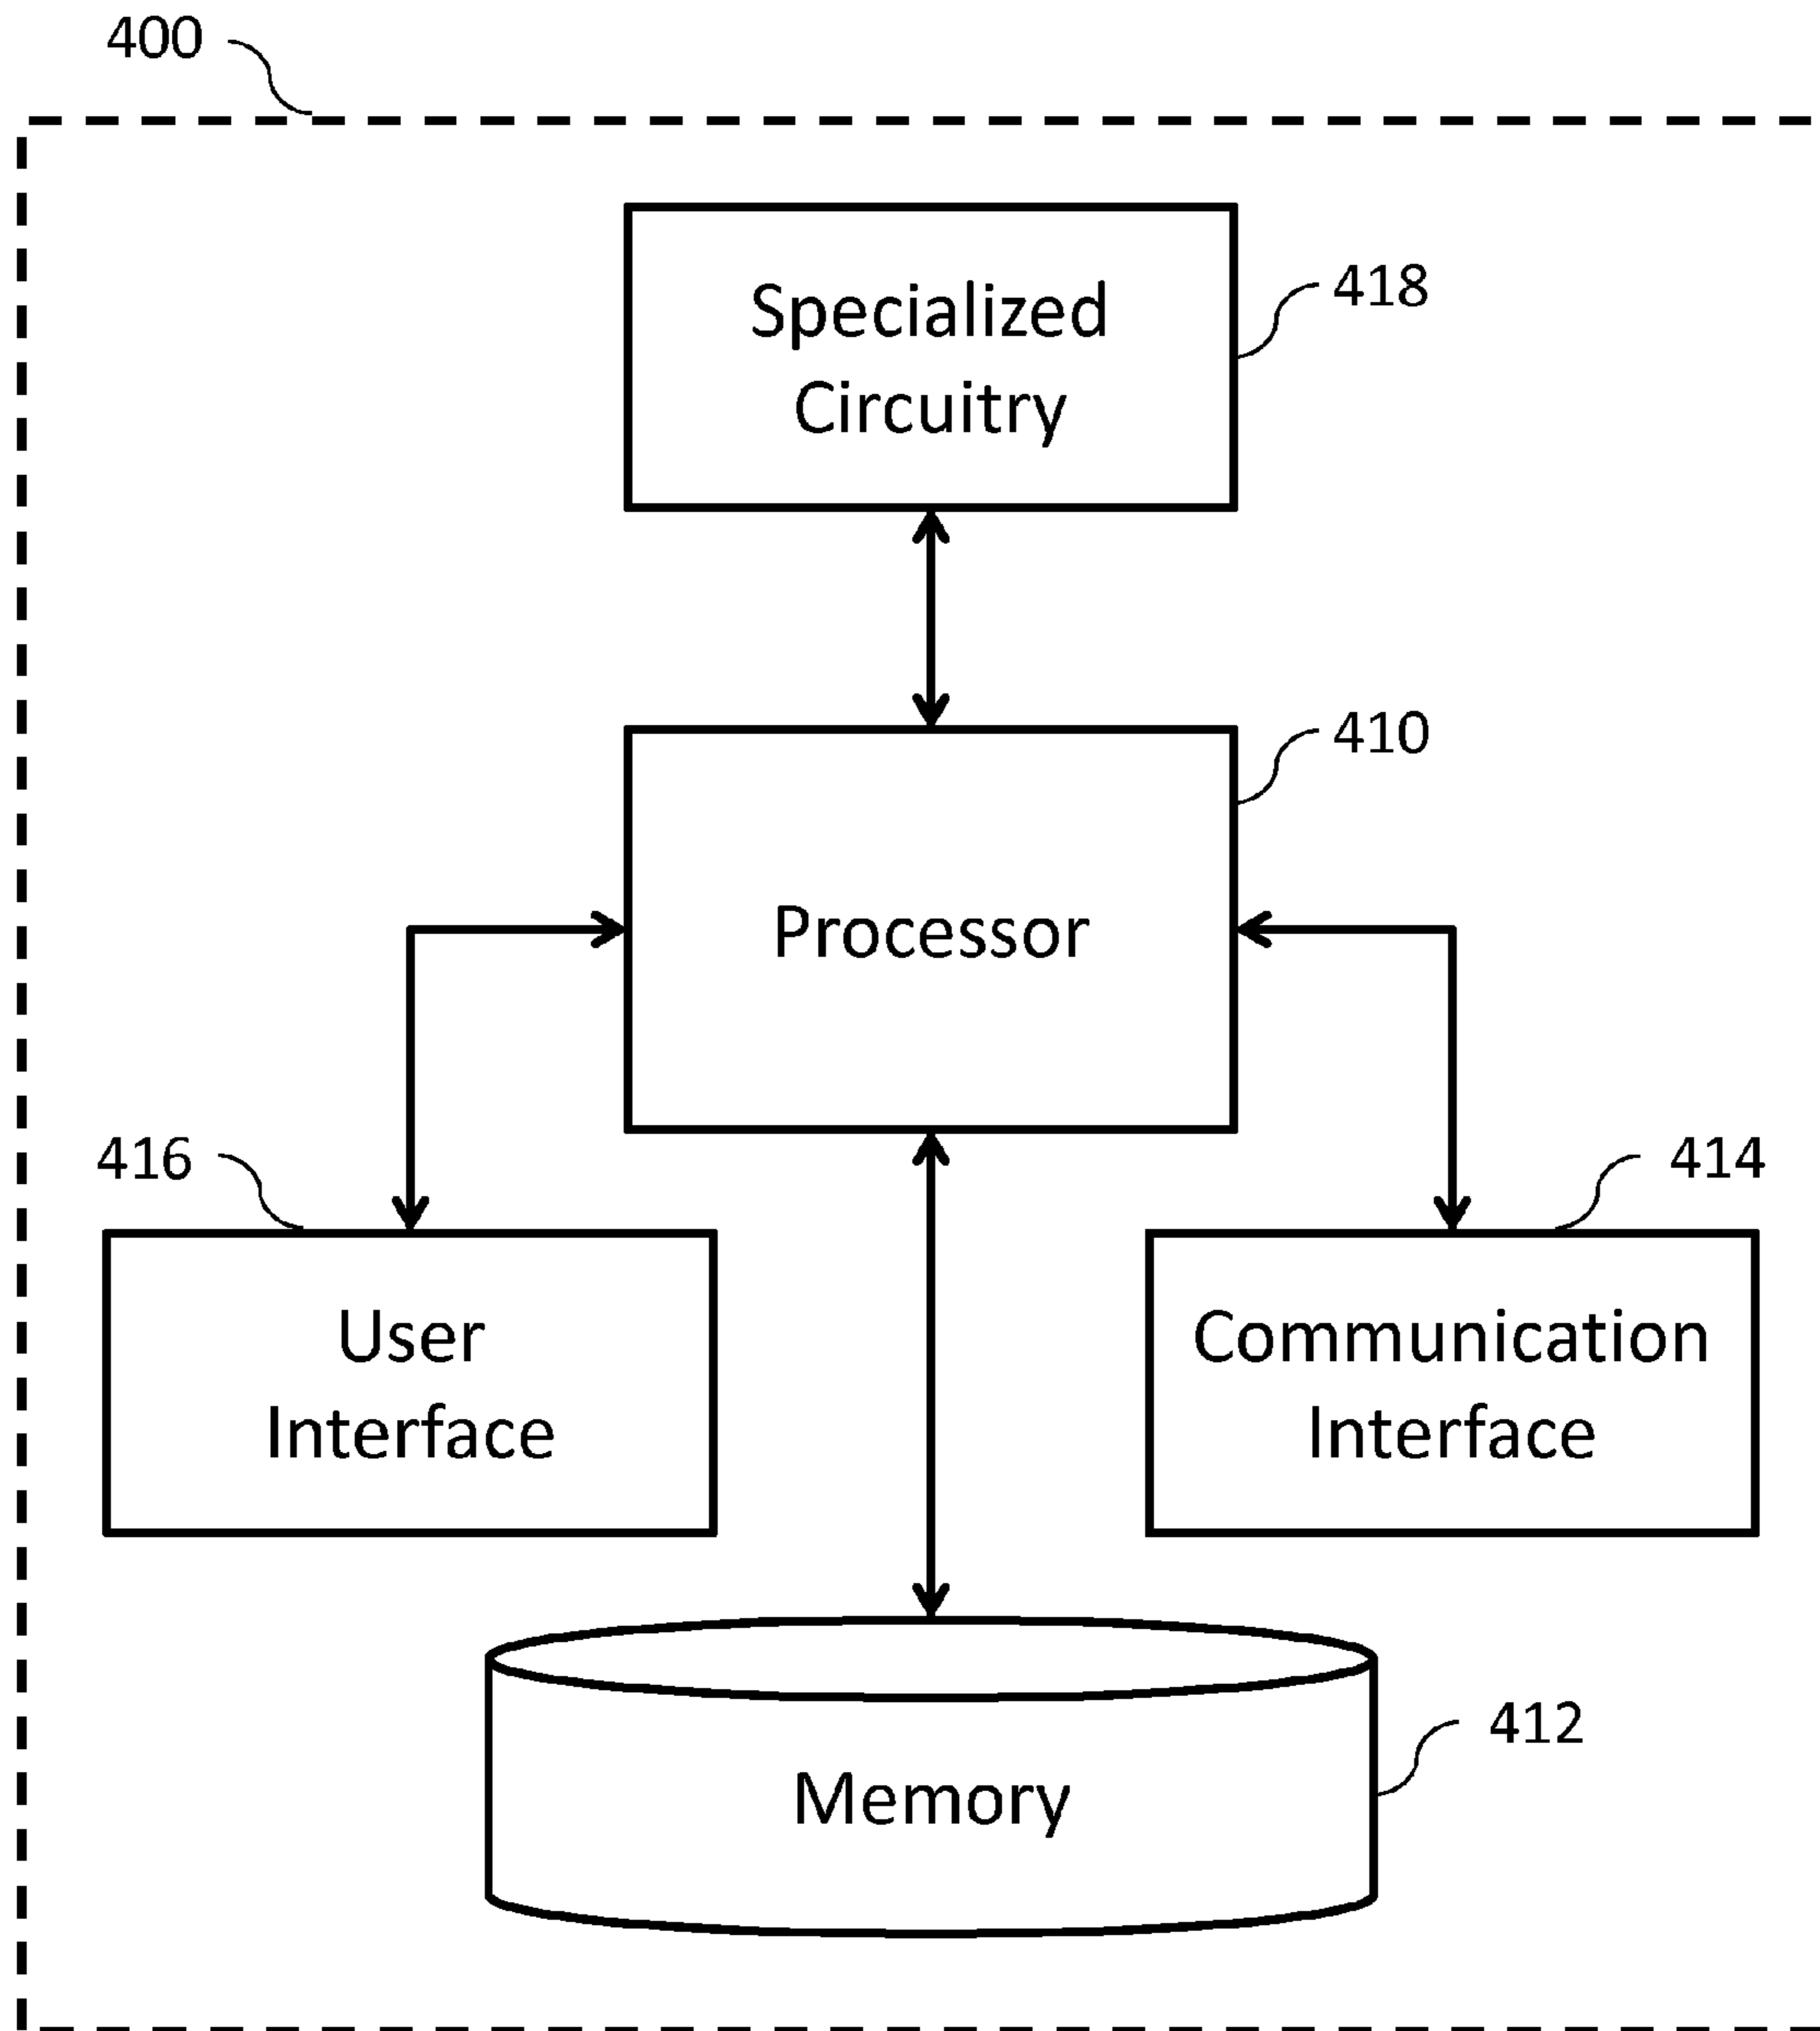 400
Specialized
Circuitry
418
410
Processor
416
414
User
Interface
Communication
Interface
412
Memory